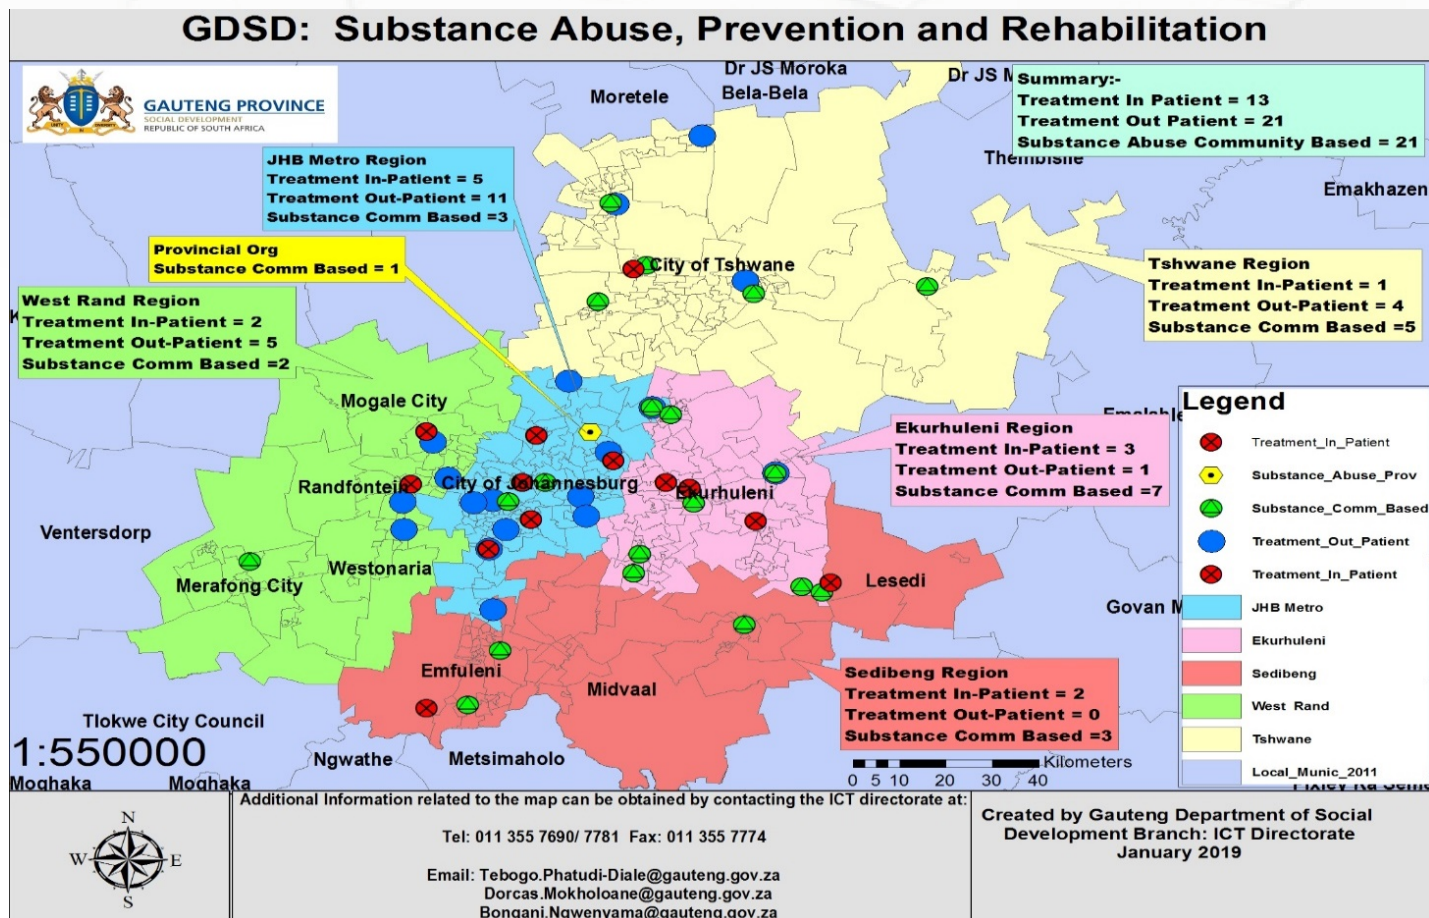 GDSD: Substance Abuse, Prevention and Rehabilitation
GAUTENG PROVINCE
SOCIAL DEVELOPMENT
REPUBLIC OF SOUTH AFRICA
Dr JS Moroka
Bela-Bela
Moretele
Dr JS M
Summary:-
Treatment In Patient = 13
Treatment Out Patient = 21
Substance Abuse Community Based = 21
Thembisile
Emakhazen
JHB Metro Region
Treatment In-Patient = 5
Treatment Out-Patient = 11
Substance Comm Based =3
Provincial Org
Substance Comm Based = 1
City of Tshwane
Tshwane Region
Treatment In-Patient = 1
Treatment Out-Patient = 4
Substance Comm Based =5
West Rand Region
Treatment In-Patient = 2
Treatment Out-Patient = 5
Substance Comm Based =2
Mogale City
Randfontein
City of Johannesburg
Ekurhuleni
Ekurhuleni Region
Treatment In-Patient = 3
Treatment Out-Patient = 1
Substance Comm Based =7
Ventersdorp
Merafong City
Westonaria
Lesedi
Govan M
Emfuleni
Midvaal
Sedibeng Region
Treatment In-Patient = 2
Treatment Out-Patient = 0
Substance Comm Based =3
Legend
Treatment_In_Patient
Substance_Abuse_Prov
Substance_Comm_Based
Treatment_Out_Patient
Treatment_In_Patient
JHB Metro
Ekurhuleni
Sedibeng
West Rand
Tshwane
Local_Munic_2011
Tlokwe City Council
1:550000
Ngwathe
Metsimaholo
Moqhaka
Moqhaka
Kilometers
0 5 10 20 30 40
N
W E
S
Additional Information related to the map can be obtained by contacting the ICT directorate at:
Tel: 011 355 7690/ 7781 Fax: 011 355 7774
Email: Tebogo.Phatudi-Diale@gauteng.gov.za
Dorcas.Mokholoane@gauteng.gov.za
Bongani.Ngwenyama@gauteng.gov.za
Created by Gauteng Department of Social
Development Branch: ICT Directorate
January 2019